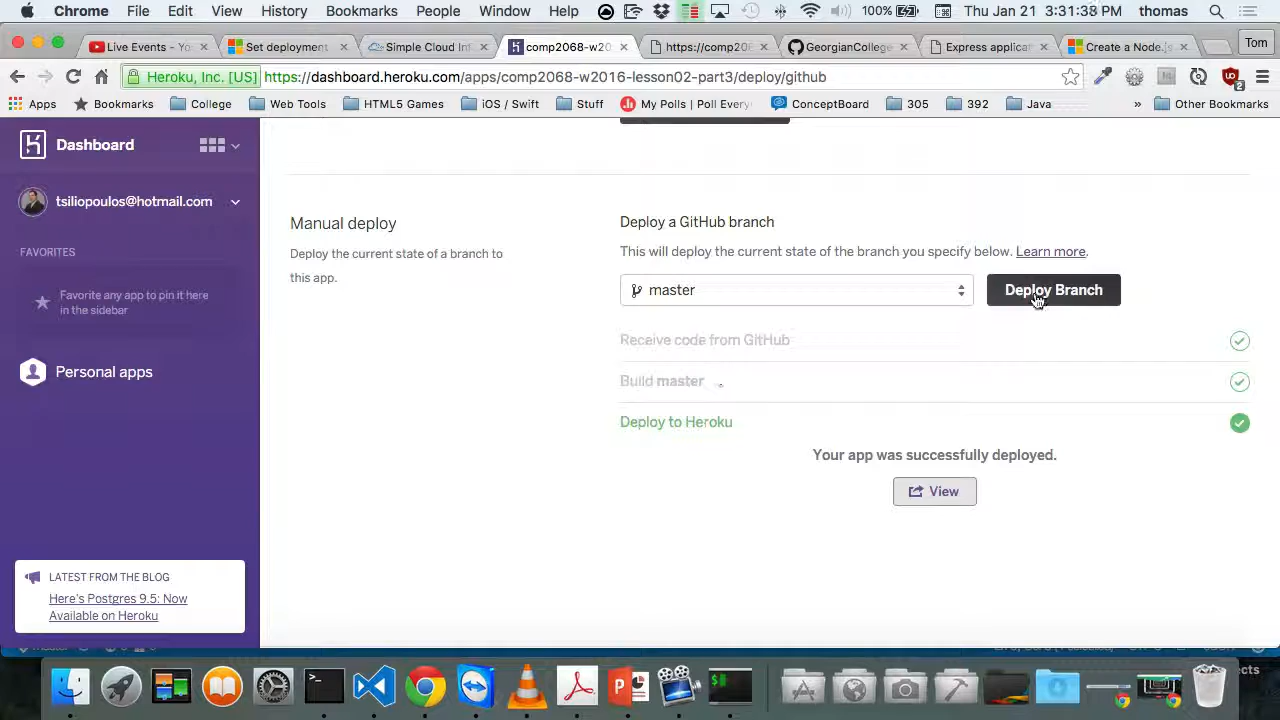 Chrome File Edit View History Bookmarks People Window Help 100% Thu Jan 21 3:31:38 PM thomas
Live Events - Yo
Set deployment
Simple Cloud Inf
comp2068-w20
https://comp20
GeorgianCollege
Express applicat
Create a Node.js
Tom
Heroku, Inc. [US] https://dashboard.heroku.com/apps/comp2068-w2016-lesson02-part3/deploy/github
2
Apps Bookmarks College Web Tools HTML5 Games iOS / Swift Stuff My Polls | Poll Every ConceptBoard 305 392 Java » Other Bookmarks
Dashboard
tsiliopoulos@hotmail.com
FAVORITES
Favorite any app to pin it here
in the sidebar
Personal apps
LATEST FROM THE BLOG
Here's Postgres 9.5: Now
Available on Heroku
Manual deploy
Deploy the current state of a branch to
this app.
Deploy a GitHub branch
This will deploy the current state of the branch you specify below. Learn more.
master
Deploy Branch
Receive code from GitHub
Build master
Deploy to Heroku
Your app was successfully deployed.
View